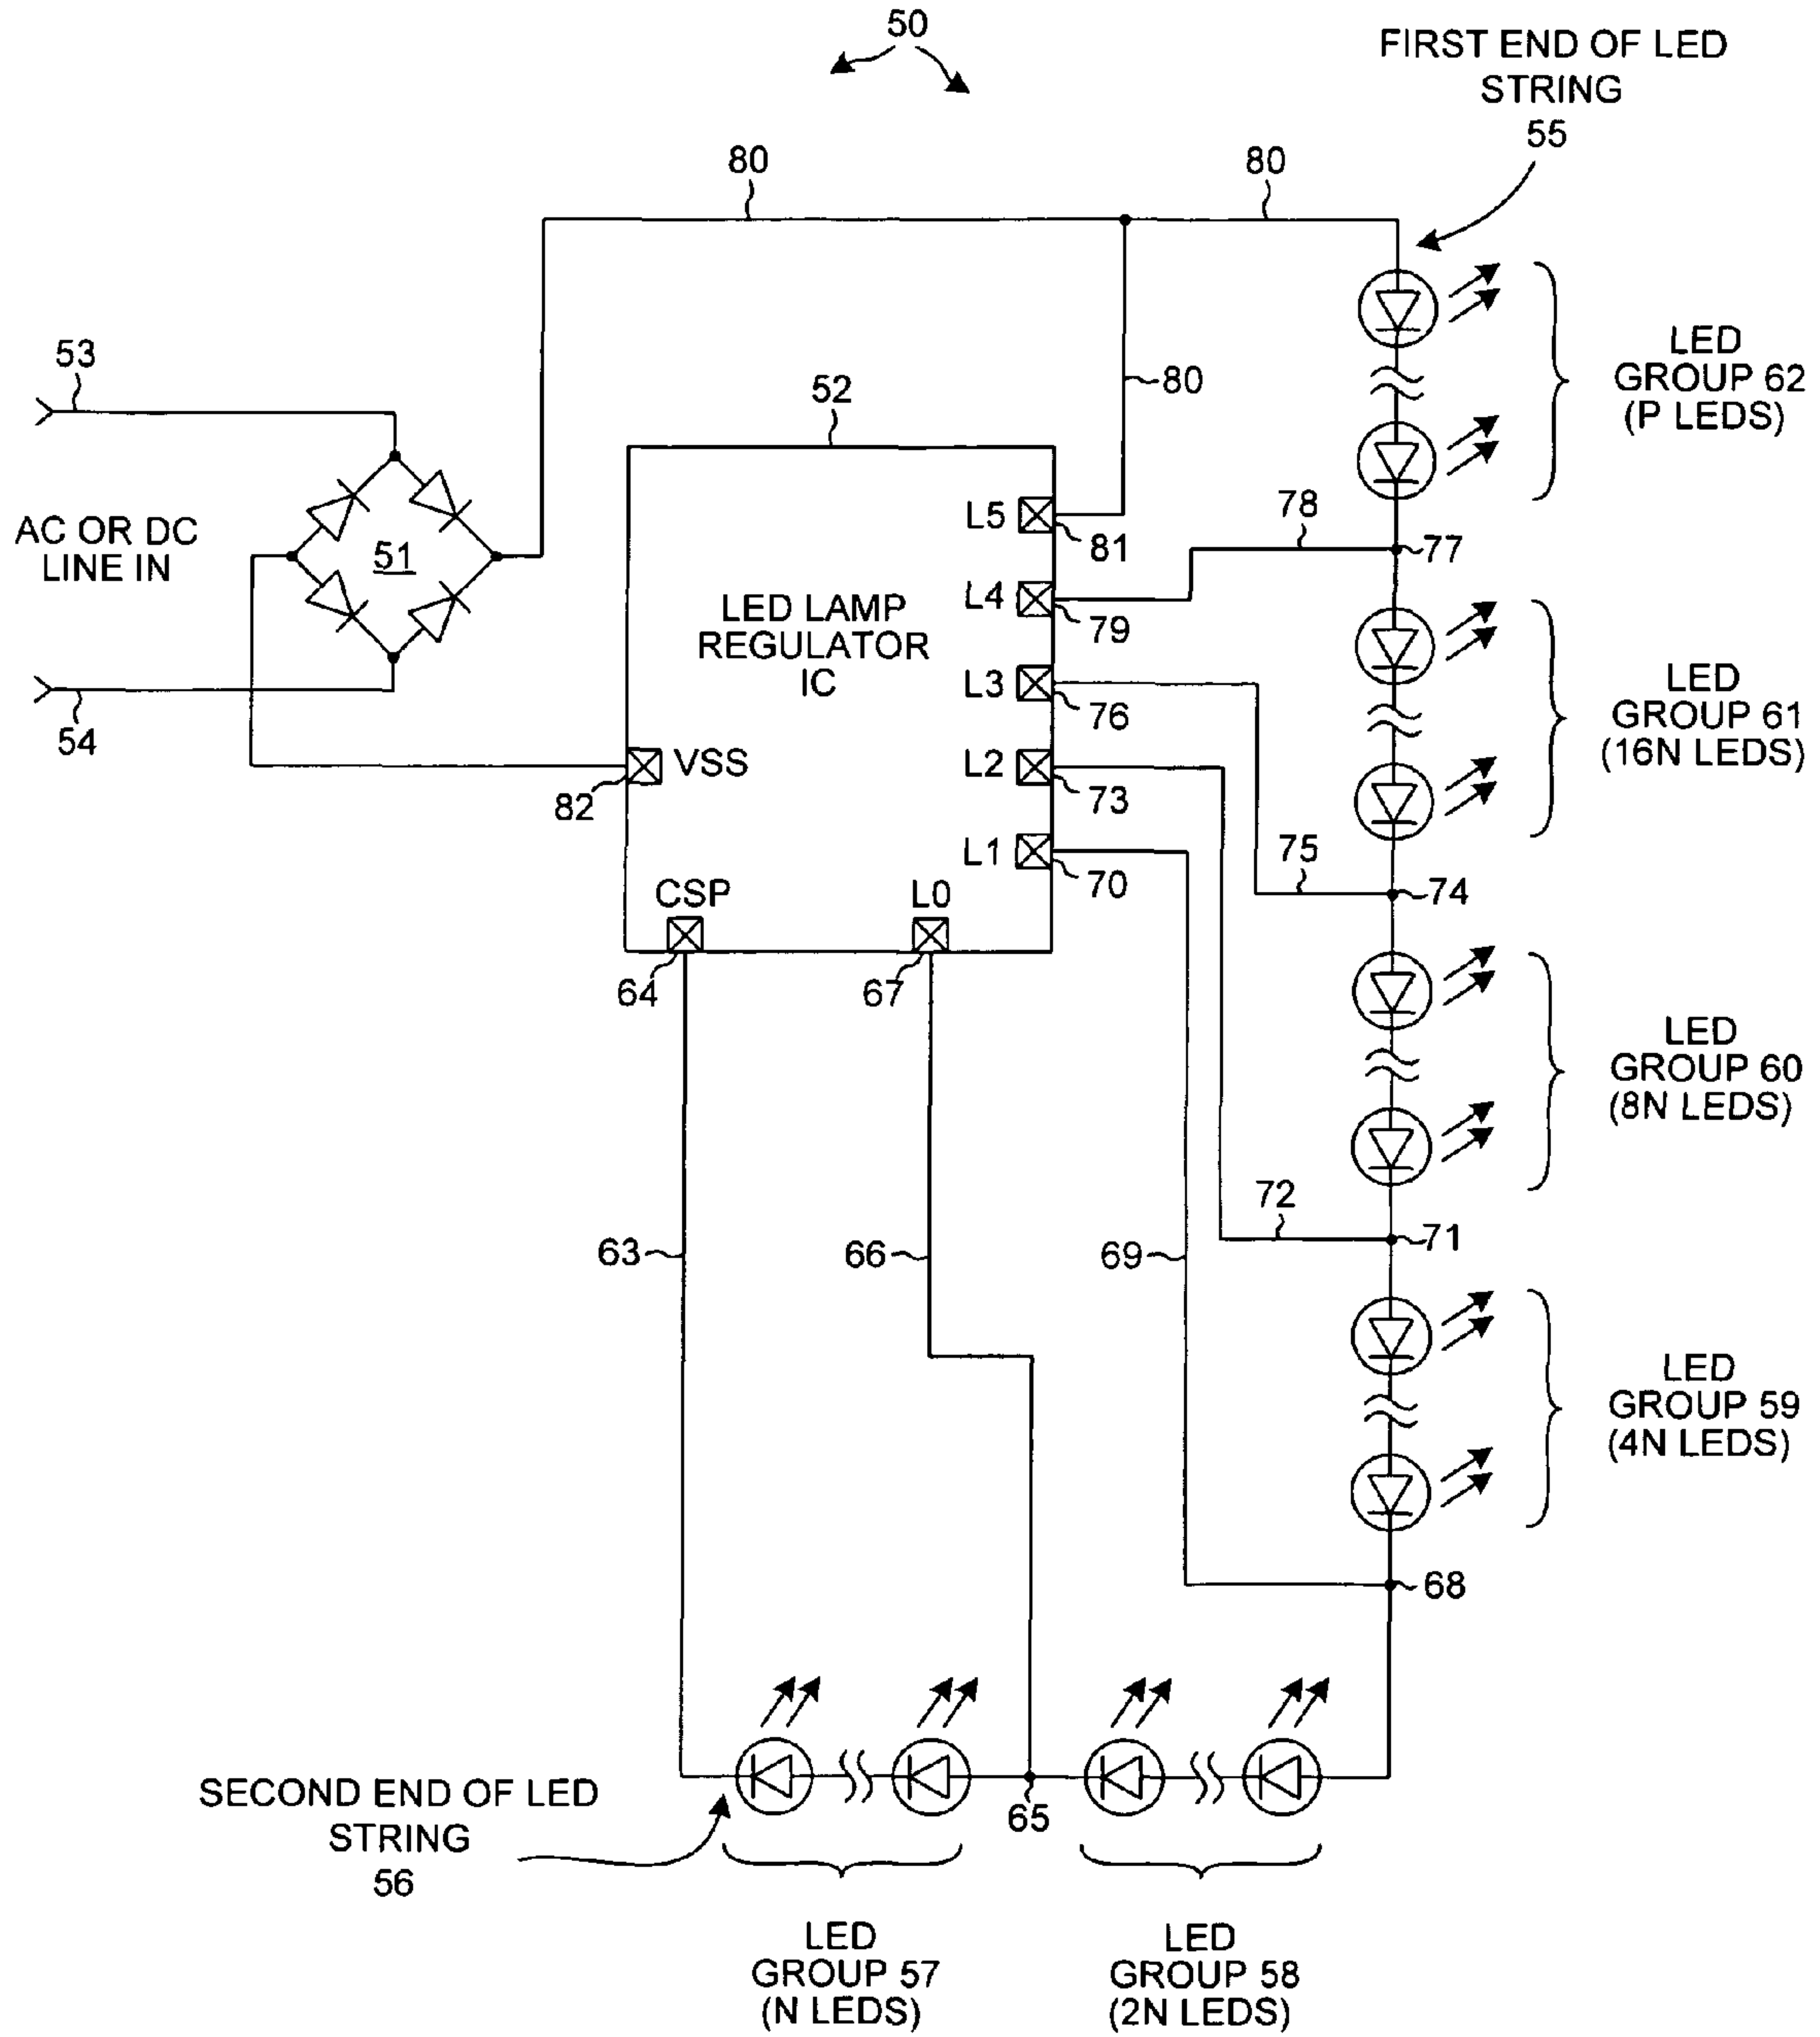 50
FIRST END OF LED
STRING
55
80
80
53
LED
GROUP 62
(P LEDS)
80
52
AC OR DC
LINE IN
51
L5
81
78
77
L4
79
LED LAMP
REGULATOR
IC
L3
76
LED
GROUP 61
(16N LEDS)
54
VSS
82
L2
73
L1
70
75
74
CSP
L0
64
67
LED
GROUP 60
(8N LEDS)
72
71
63
66
69
LED
GROUP 59
(4N LEDS)
68
SECOND END OF LED
STRING
56
65
LED
GROUP 57
(N LEDS)
LED
GROUP 58
(2N LEDS)